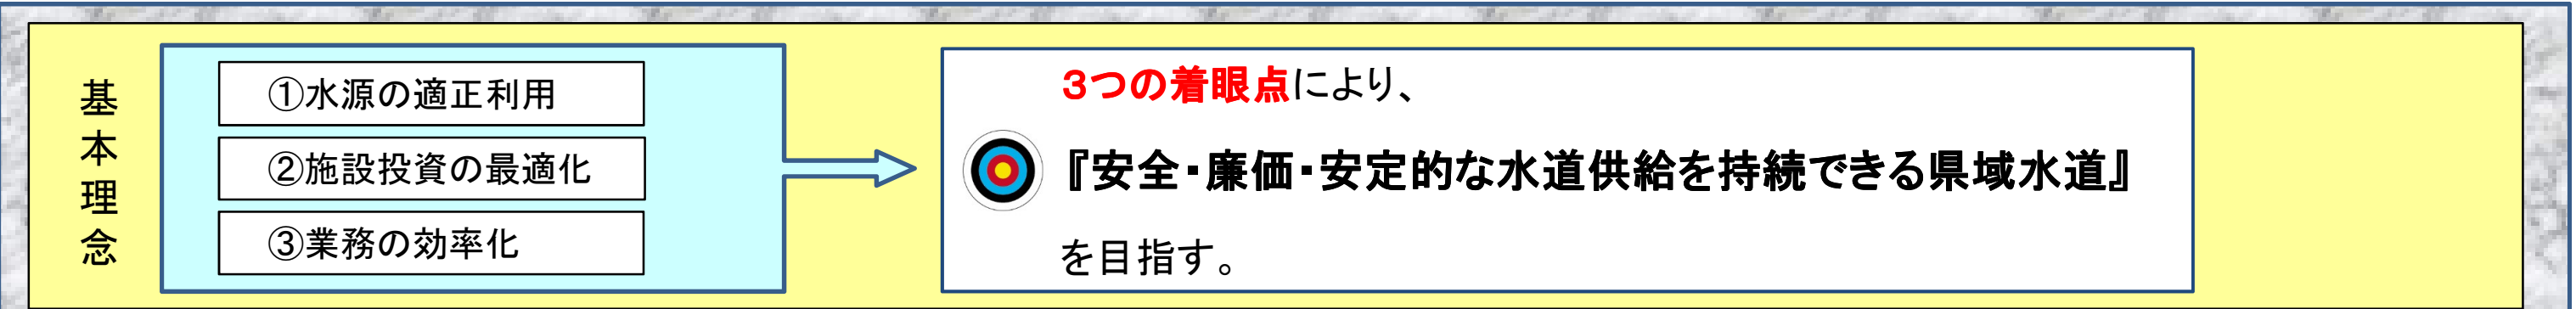 基本理念
①水源の適正利用
②施設投資の最適化
③業務の効率化
３つの着眼点により、
『安全・廉価・安定的な水道供給を持続できる県域水道』
を目指す。